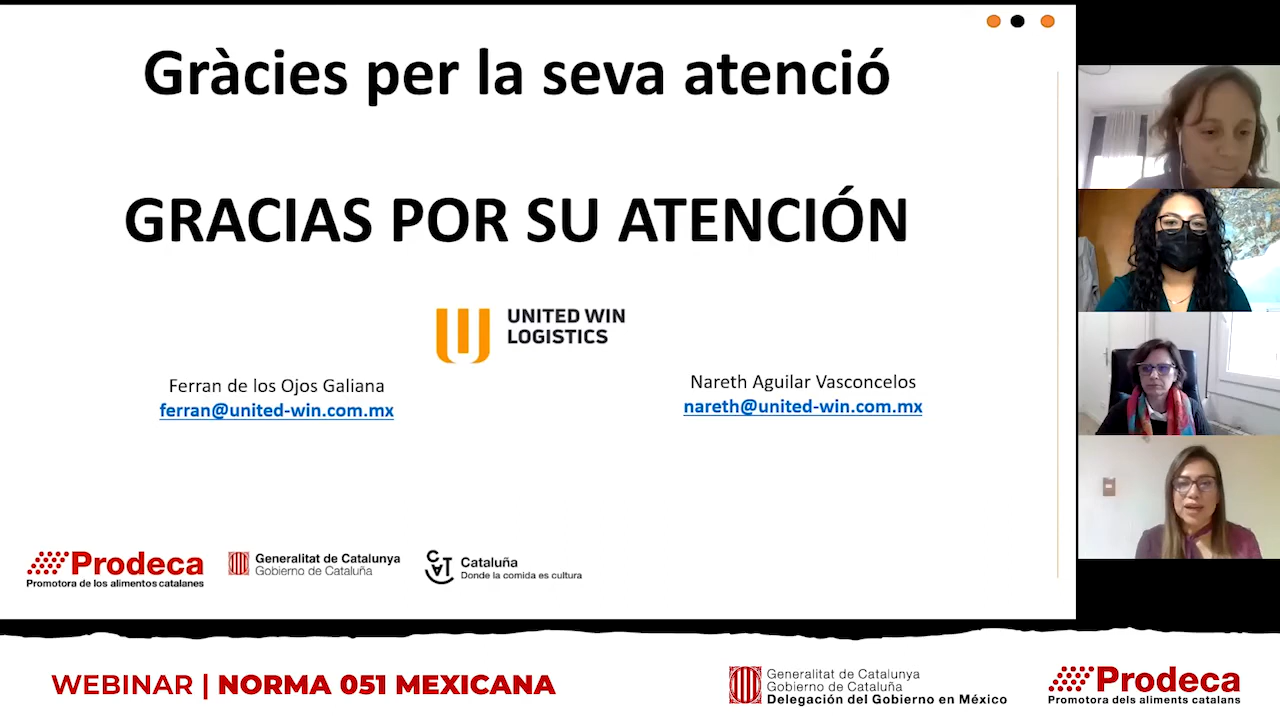 Gràcies per la seva atenció
GRACIAS POR SU ATENCIÓN
UNITED WIN
LOGISTICS
Ferran de los Ojos Galiana
ferran@united-win.com.mx
Nareth Aguilar Vasconcelos
nareth@united-win.com.mx
Prodeca
Promotora de los alimentos catalanes
Generalitat de Catalunya
Gobierno de Cataluña
CAT
Cataluña
Donde la comida es cultura
WEBINAR | NORMA 051 MEXICANA
Generalitat de Catalunya
Gobierno de Cataluña
Delegación del Gobierno en México
Prodeca
Promotora dels aliments catalans